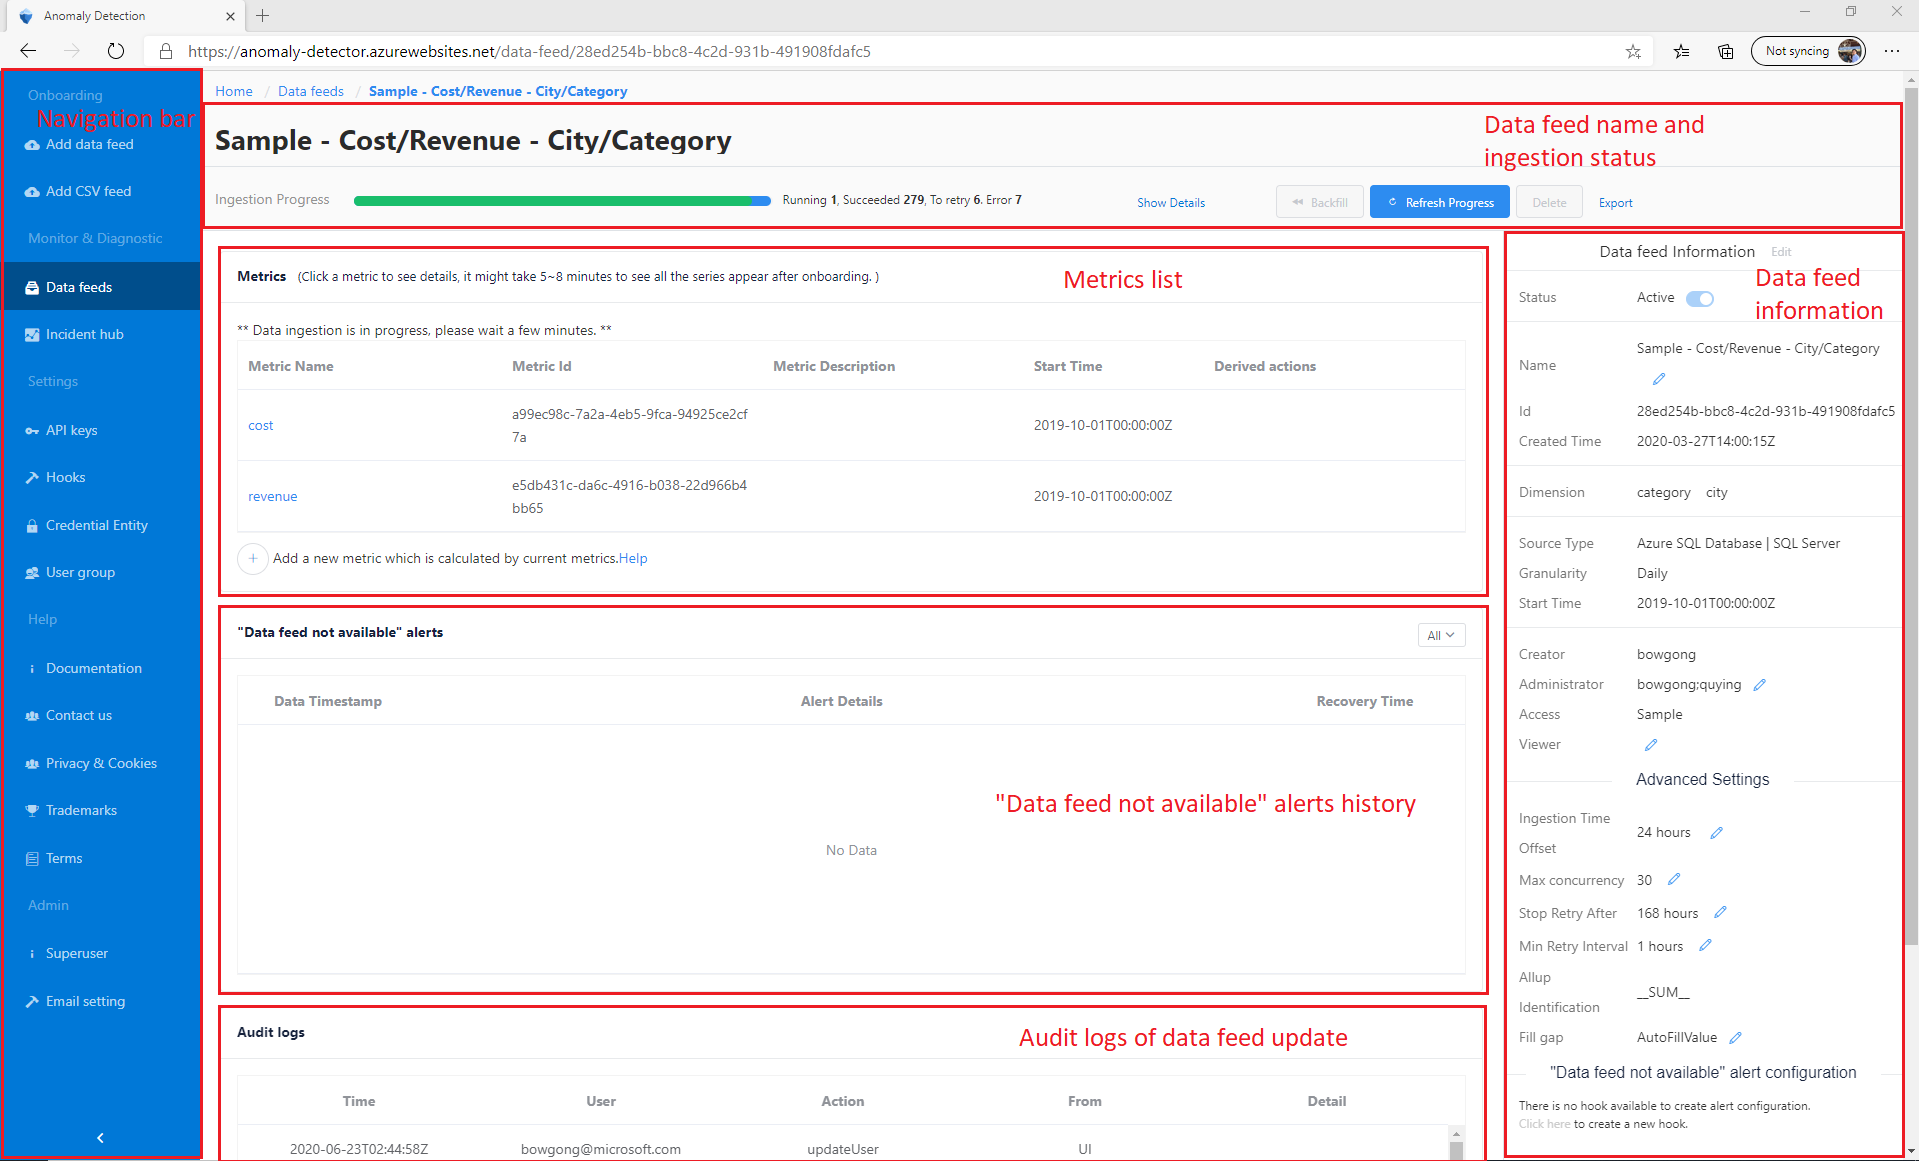 Anomaly Detection
https://anomaly-detector.azurewebsites.net/data-feed/28ed254b-bbc8-4c2d-931b-491908fdafc5
Not syncing
Onboarding
Navigation bar
Add data feed
Add CSV feed
Monitor & Diagnostic
Data feeds
Incident hub
Settings
API keys
Hooks
Credential Entity
User group
Help
Documentation
Contact us
Privacy & Cookies
Trademarks
Terms
Admin
Superuser
Email setting
Home / Data feeds / Sample - Cost/Revenue - City/Category
Sample - Cost/Revenue - City/Category
Data feed name and
ingestion status
Ingestion Progress
Running 1, Succeeded 279, To retry 6. Error 7
Show Details
Backfill
Refresh Progress
Delete
Export
Metrics (Click a metric to see details, it might take 5~8 minutes to see all the series appear after onboarding. )
Metrics list
** Data ingestion is in progress, please wait a few minutes. **
Metric Name Metric Id Metric Description Start Time Derived actions
cost a99ec98c-7a2a-4eb5-9fca-94925ce2cf 2019-10-01T00:00:00Z
7a
revenue e5db431c-da6c-4916-b038-22d966b4 2019-10-01T00:00:00Z
bb65
+ Add a new metric which is calculated by current metrics.Help
"Data feed not available" alerts
All
Data Timestamp Alert Details Recovery Time
"Data feed not available" alerts history
No Data
Audit logs
Audit logs of data feed update
Time User Action From Detail
2020-06-23T02:44:58Z bowgong@microsoft.com updateUser UI
Data feed Information Edit
Data feed
information
Status Active
Name Sample - Cost/Revenue - City/Category
Id 28ed254b-bbc8-4c2d-931b-491908fdafc5
Created Time 2020-03-27T14:00:15Z
Dimension category city
Source Type Azure SQL Database | SQL Server
Granularity Daily
Start Time 2019-10-01T00:00:00Z
Creator bowgong
Administrator bowgong;quying
Access Sample
Viewer
Advanced Settings
Ingestion Time
Offset 24 hours
Max concurrency 30
Stop Retry After 168 hours
Min Retry Interval 1 hours
Allup
Identification __SUM__
Fill gap AutoFillValue
"Data feed not available" alert configuration
There is no hook available to create alert configuration.
Click here to create a new hook.